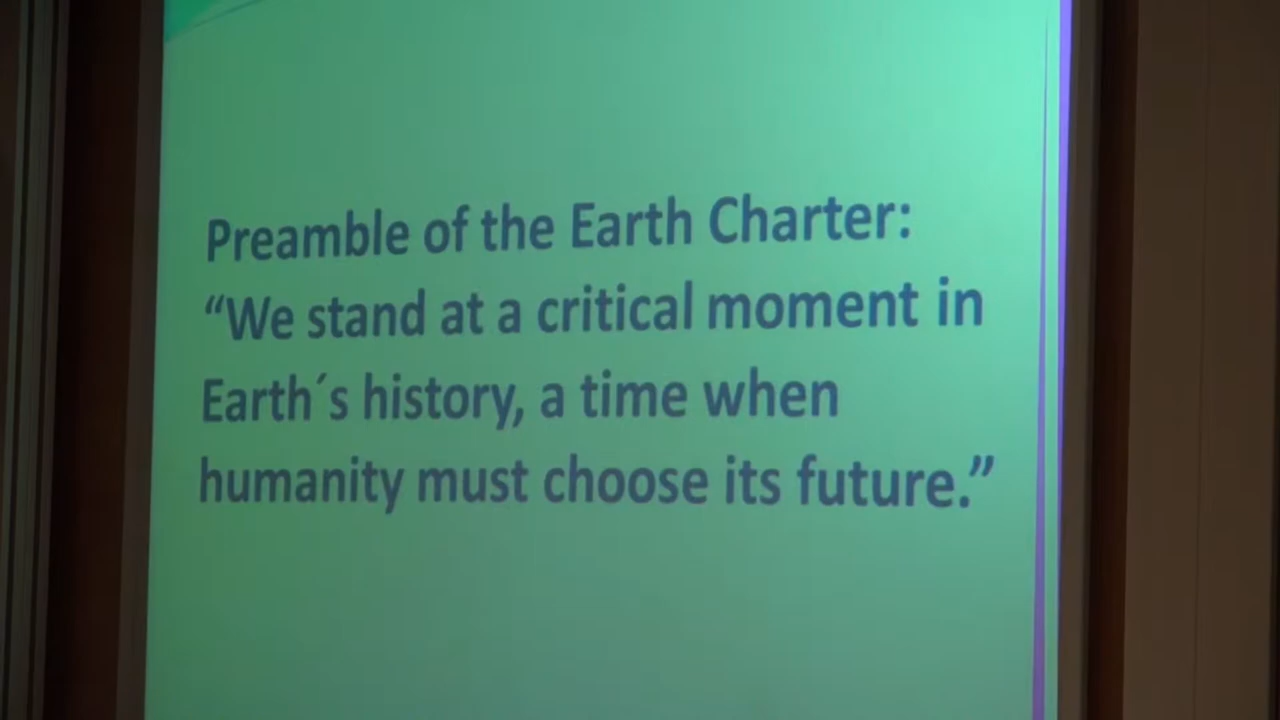 Preamble of the Earth Charter:
“We stand at a critical moment in
Earth´s history, a time when
humanity must choose its future.”